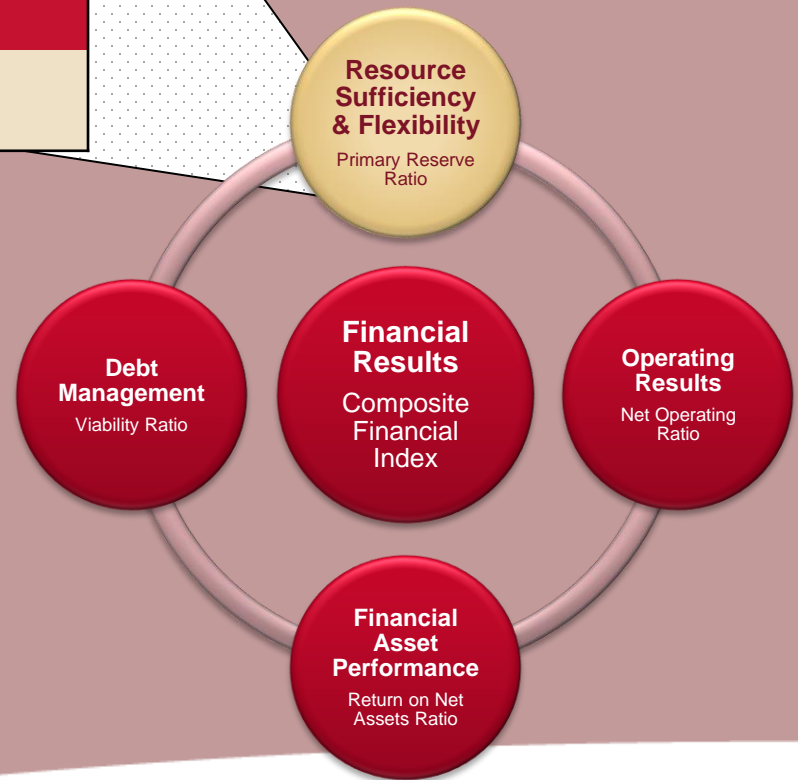 Resource
Sufficiency
& Flexibility
Primary Reserve
Ratio
Debt
Management
Viability Ratio
Financial
Results
Composite
Financial
Index
Operating
Results
Net Operating
Ratio
Financial
Asset
Performance
Return on Net
Assets Ratio